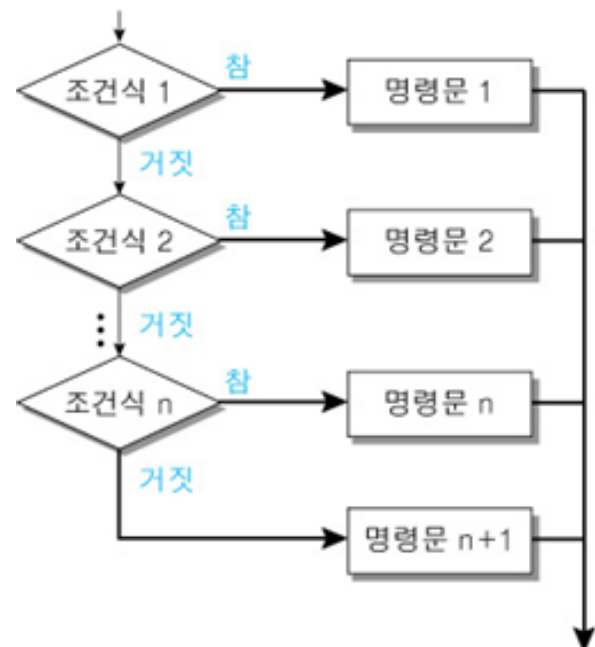 조건식 1
참
명령문 1
거짓
조건식 2
참
명령문 2
거짓
조건식 n
참
명령문 n
거짓
명령문 n+1